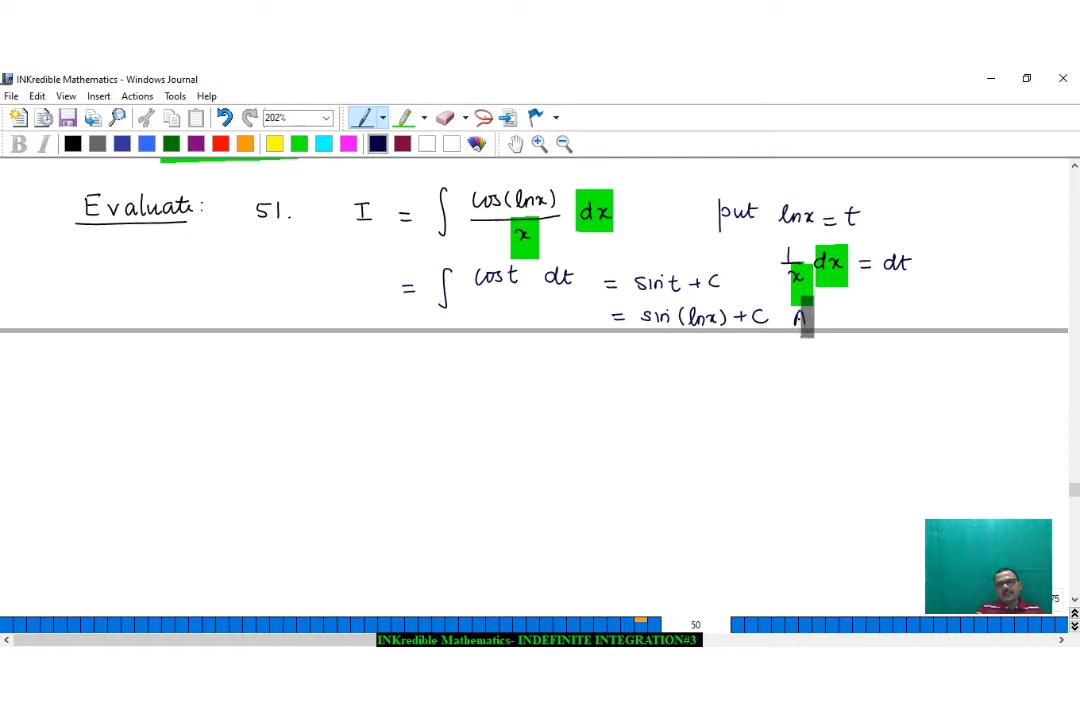 INKredible Mathematics - Windows Journal
File Edit View Insert Actions Tools Help
202%
B I
Evaluate: 51. I = ∫ cos(lnx)/x dx put lnx = t
1/x dx = dt
= ∫ cost dt = sint + C
= sin(lnx) + C A
75
50
INKredible Mathematics- INDEFINITE INTEGRATION#3